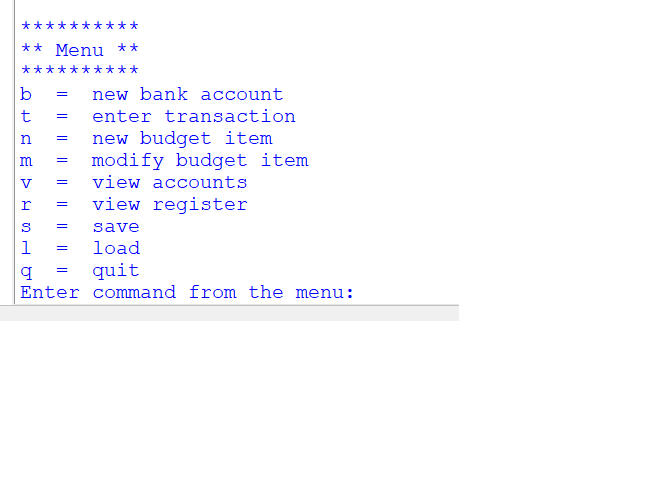 **********
** Menu **
**********
b  =  new bank account
t  =  enter transaction
n  =  new budget item
m  =  modify budget item
v  =  view accounts
r  =  view register
s  =  save
l  =  load
q  =  quit
Enter command from the menu: